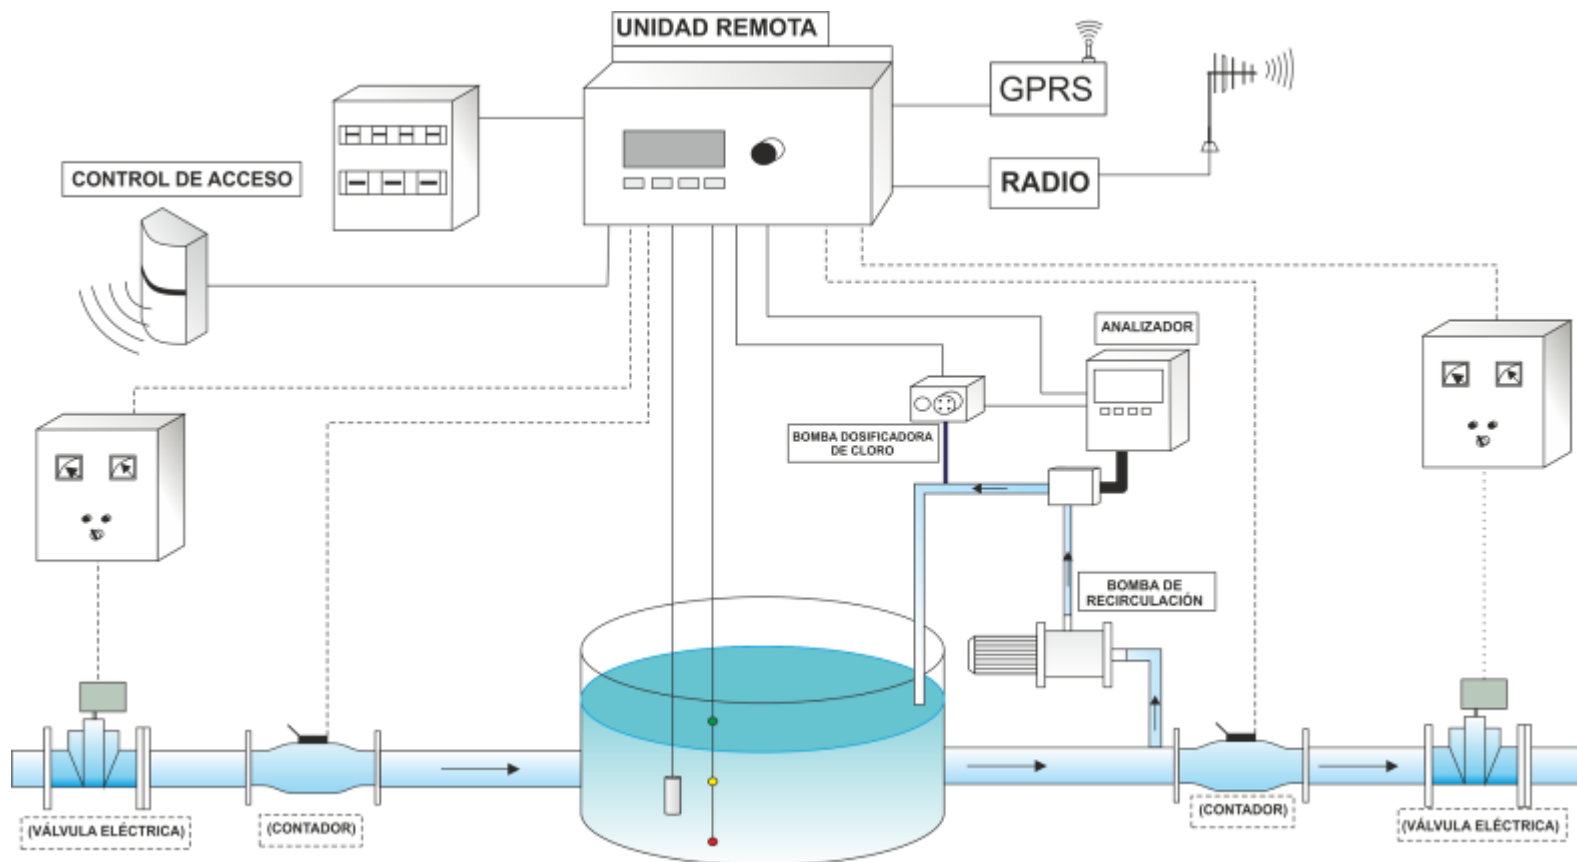 UNIDAD REMOTA
GPRS
CONTROL DE ACCESO
RADIO
ANALIZADOR
BOMBA DOSIFICADORA
DE CLORO
BOMBA DE
RECIRCULACIÓN
(VÁLVULA ELÉCTRICA)
(CONTADOR)
(CONTADOR)
(VÁLVULA ELÉCTRICA)